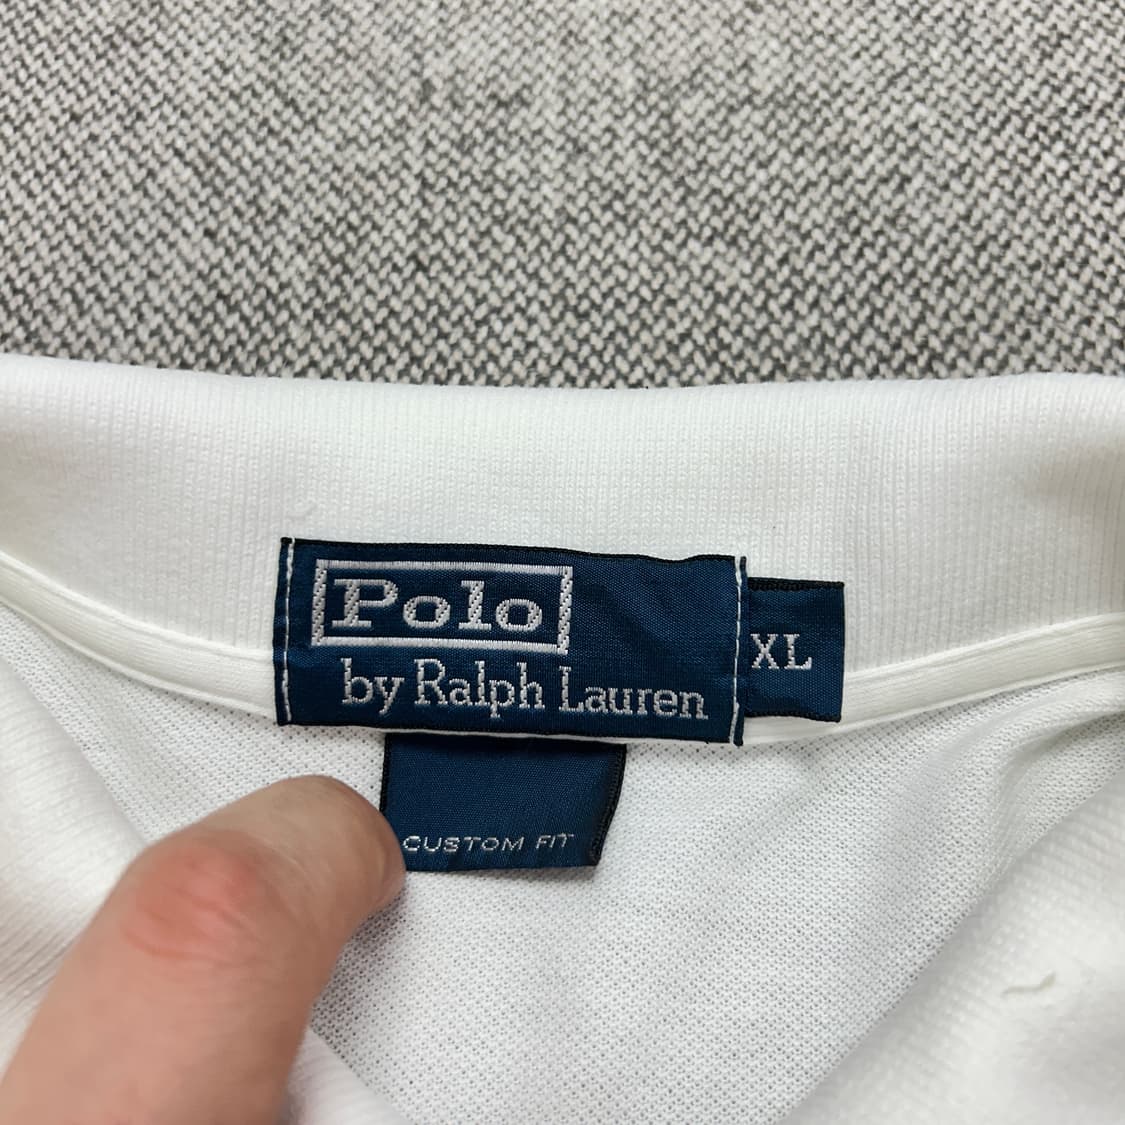 Polo
by Ralph Lauren
XL
CUSTOM FIT